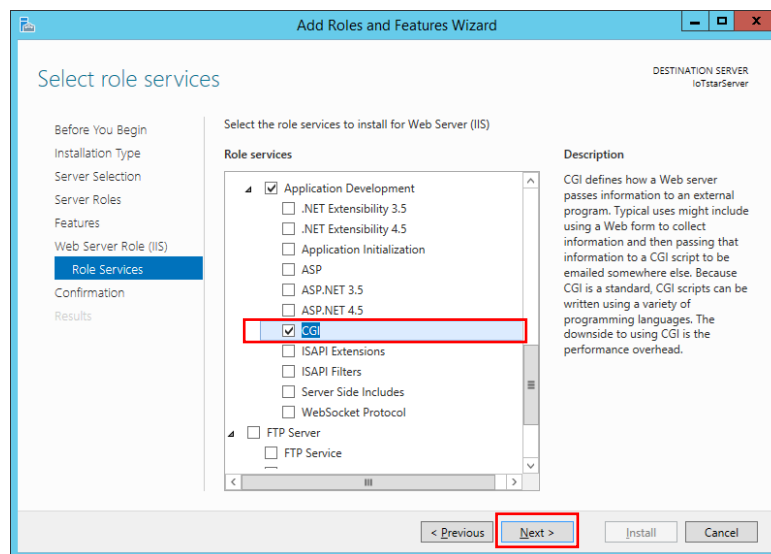 Add Roles and Features Wizard
Select role services
DESTINATION SERVER
IoTstarServer
Before You Begin
Installation Type
Server Selection
Server Roles
Features
Web Server Role (IIS)
Role Services
Confirmation
Results
Select the role services to install for Web Server (IIS)
Role services
Application Development
.NET Extensibility 3.5
.NET Extensibility 4.5
Application Initialization
ASP
ASP.NET 3.5
ASP.NET 4.5
CGI
ISAPI Extensions
ISAPI Filters
Server Side Includes
WebSocket Protocol
FTP Server
FTP Service
Description
CGI defines how a Web server
passes information to an external
program. Typical uses might include
using a Web form to collect
information and then passing that
information to a CGI script to be
emailed somewhere else. Because
CGI is a standard, CGI scripts can be
written using a variety of
programming languages. The
downside to using CGI is the
performance overhead.
< Previous
Next >
Install
Cancel